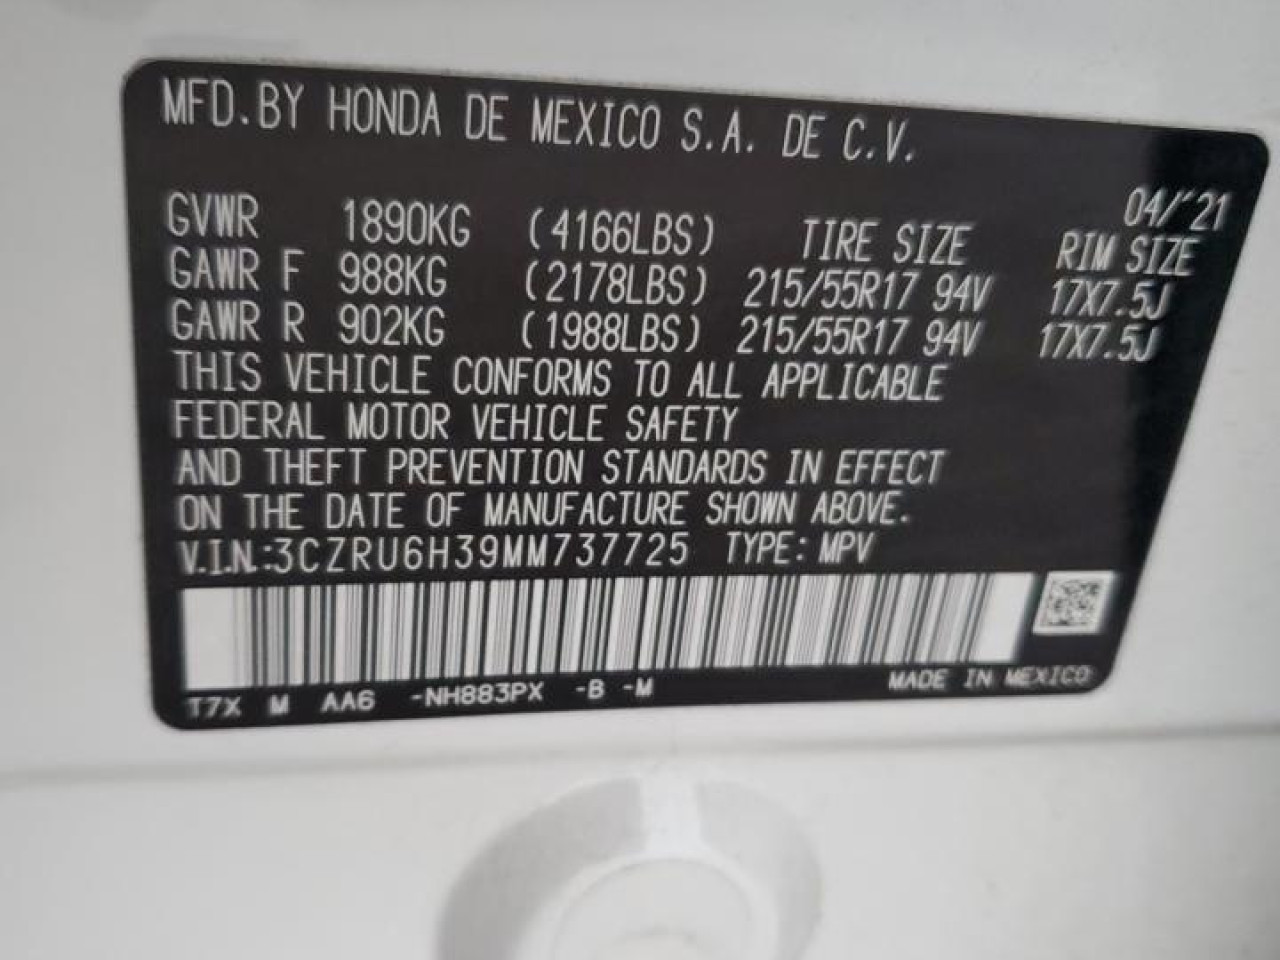 MFD.BY HONDA DE MEXICO S.A. DE C.V.
04/'21
GVWR 1890KG (4166LBS) TIRE SIZE RIM SIZE
GAWR F 988KG (2178LBS) 215/55R17 94V 17X7.5J
GAWR R 902KG (1988LBS) 215/55R17 94V 17X7.5J
THIS VEHICLE CONFORMS TO ALL APPLICABLE
FEDERAL MOTOR VEHICLE SAFETY
AND THEFT PREVENTION STANDARDS IN EFFECT
ON THE DATE OF MANUFACTURE SHOWN ABOVE.
V.I.N.:3CZRU6H39MM737725 TYPE: MPV
T7X M AA6 -NH883PX -B -M MADE IN MEXICO